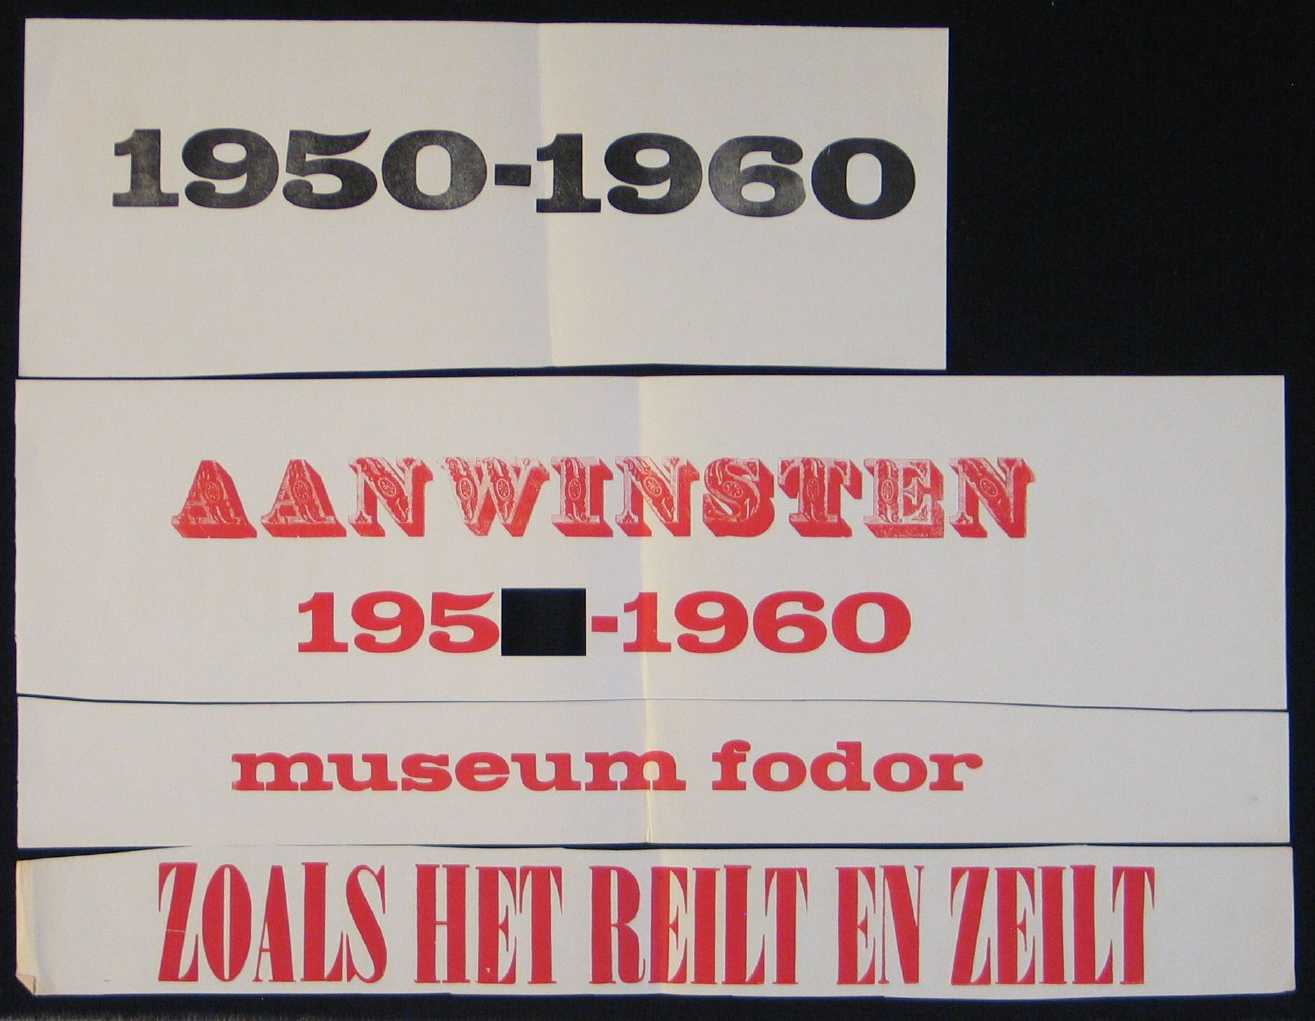 1950-1960
AANWINSTEN
195 -1960
museum fodor
ZOALS HET REILT EN ZEILT